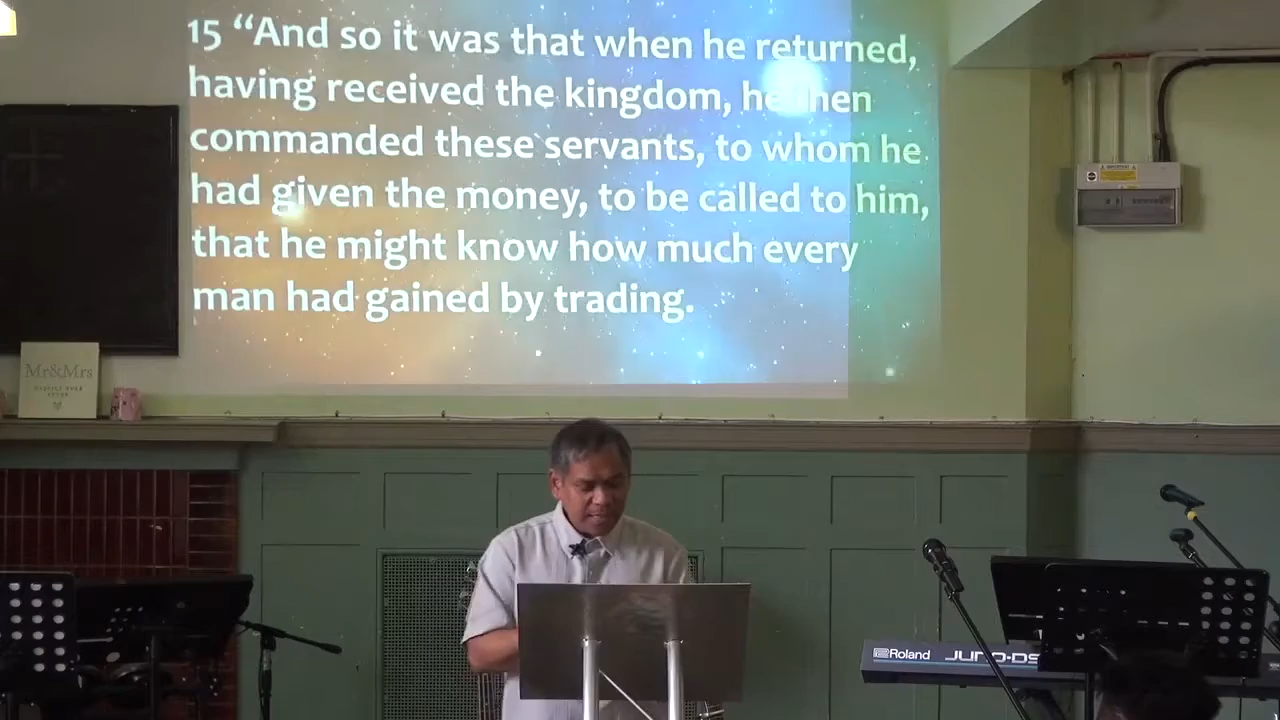 15 “And so it was that when he returned,
having received the kingdom, he then
commanded these servants, to whom he
had given the money, to be called to him,
that he might know how much every
man had gained by trading.
Mr&Mrs
Roland
JUNO-DS